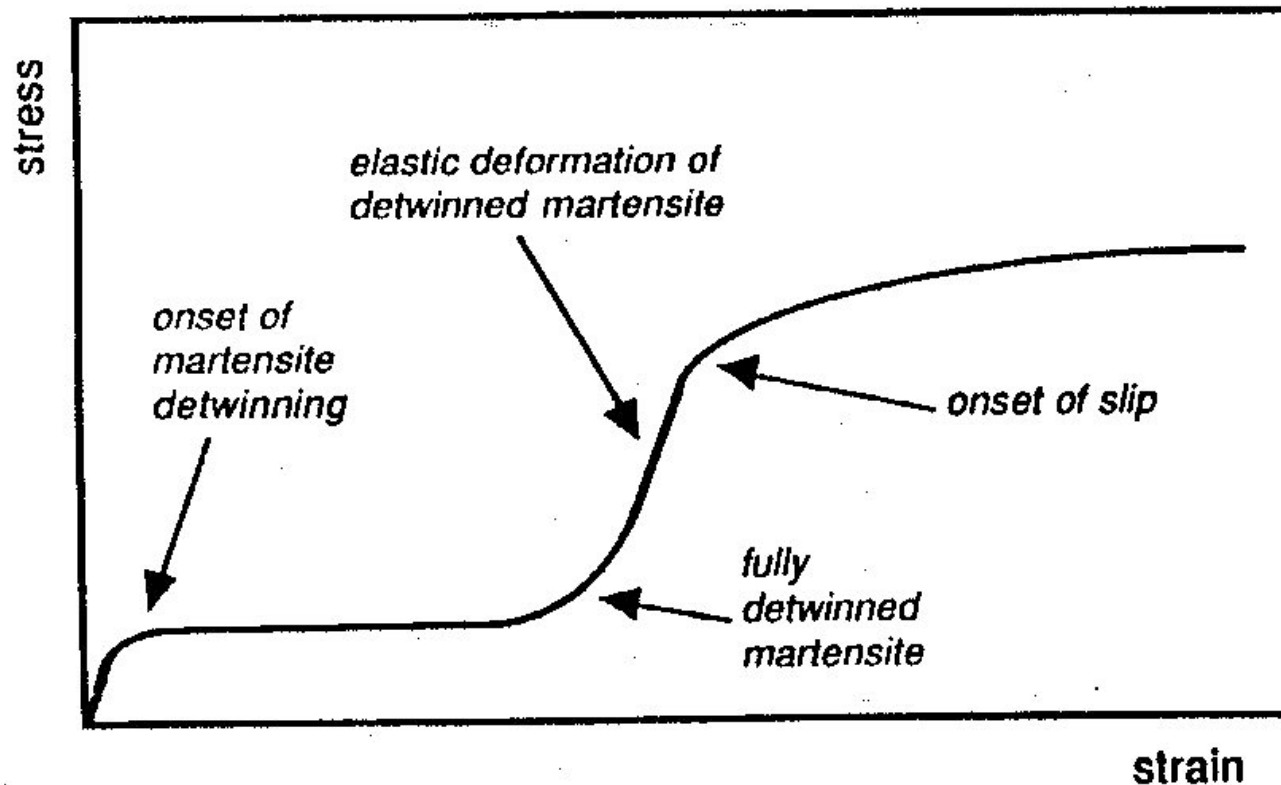 stress
elastic deformation of
detwinned martensite
onset of
martensite
detwinning
onset of slip
fully
detwinned
martensite
strain